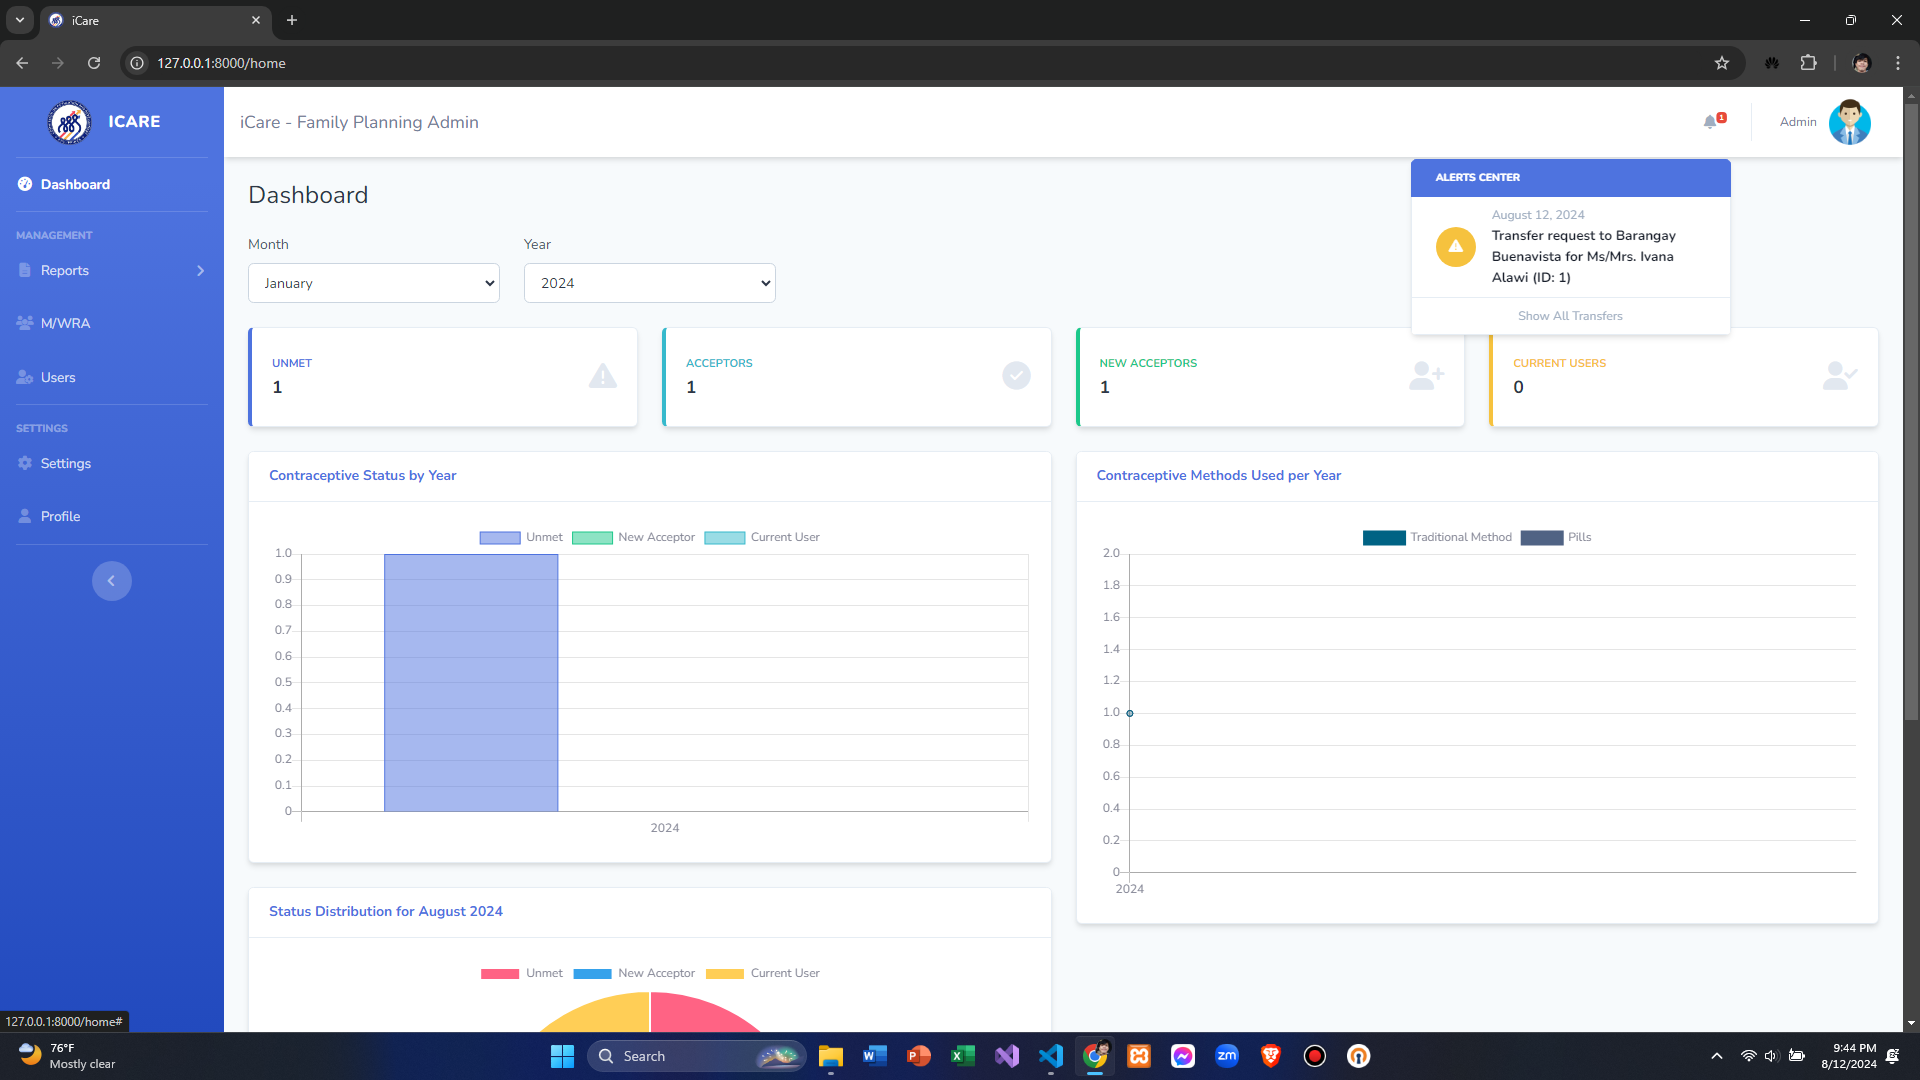 iCare
127.0.0.1:8000/home
ICARE
iCare - Family Planning Admin
1
Admin
Dashboard
MANAGEMENT
Reports
M/WRA
Users
SETTINGS
Settings
Profile
Dashboard
Month
Year
January
2024
ALERTS CENTER
August 12, 2024
Transfer request to Barangay
Buenavista for Ms/Mrs. Ivana
Alawi (ID: 1)
Show All Transfers
UNMET
1
ACCEPTORS
1
NEW ACCEPTORS
1
CURRENT USERS
0
Contraceptive Status by Year
Unmet New Acceptor Current User
1.0
0.9
0.8
0.7
0.6
0.5
0.4
0.3
0.2
0.1
0
2024
Contraceptive Methods Used per Year
Traditional Method Pills
2.0
1.8
1.6
1.4
1.2
1.0
0.8
0.6
0.4
0.2
0
2024
Status Distribution for August 2024
Unmet New Acceptor Current User
127.0.0.1:8000/home#
76°F
Mostly clear
Search
zm
9:44 PM
8/12/2024